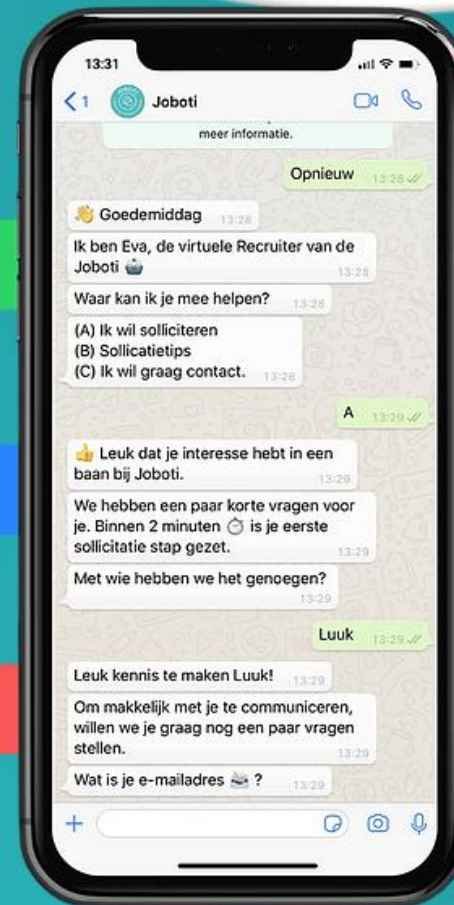 13:31
1 Joboti
meer informatie.
Opnieuw 13:28
👋 Goedemiddag 13:28
Ik ben Eva, de virtuele Recruiter van de
Joboti 🤖 13:28
Waar kan ik je mee helpen? 13:28
(A) Ik wil solliciteren
(B) Sollicatietips
(C) Ik wil graag contact. 13:28
A 13:29
👍 Leuk dat je interesse hebt in een
baan bij Joboti. 13:29
We hebben een paar korte vragen voor
je. Binnen 2 minuten ⏱ is je eerste
sollicitatie stap gezet. 13:29
Met wie hebben we het genoegen?
13:29
Luuk 13:29
Leuk kennis te maken Luuk! 13:29
Om makkelijk met je te communiceren,
willen we je graag nog een paar vragen
stellen. 13:29
Wat is je e-mailadres 📨 ? 13:29